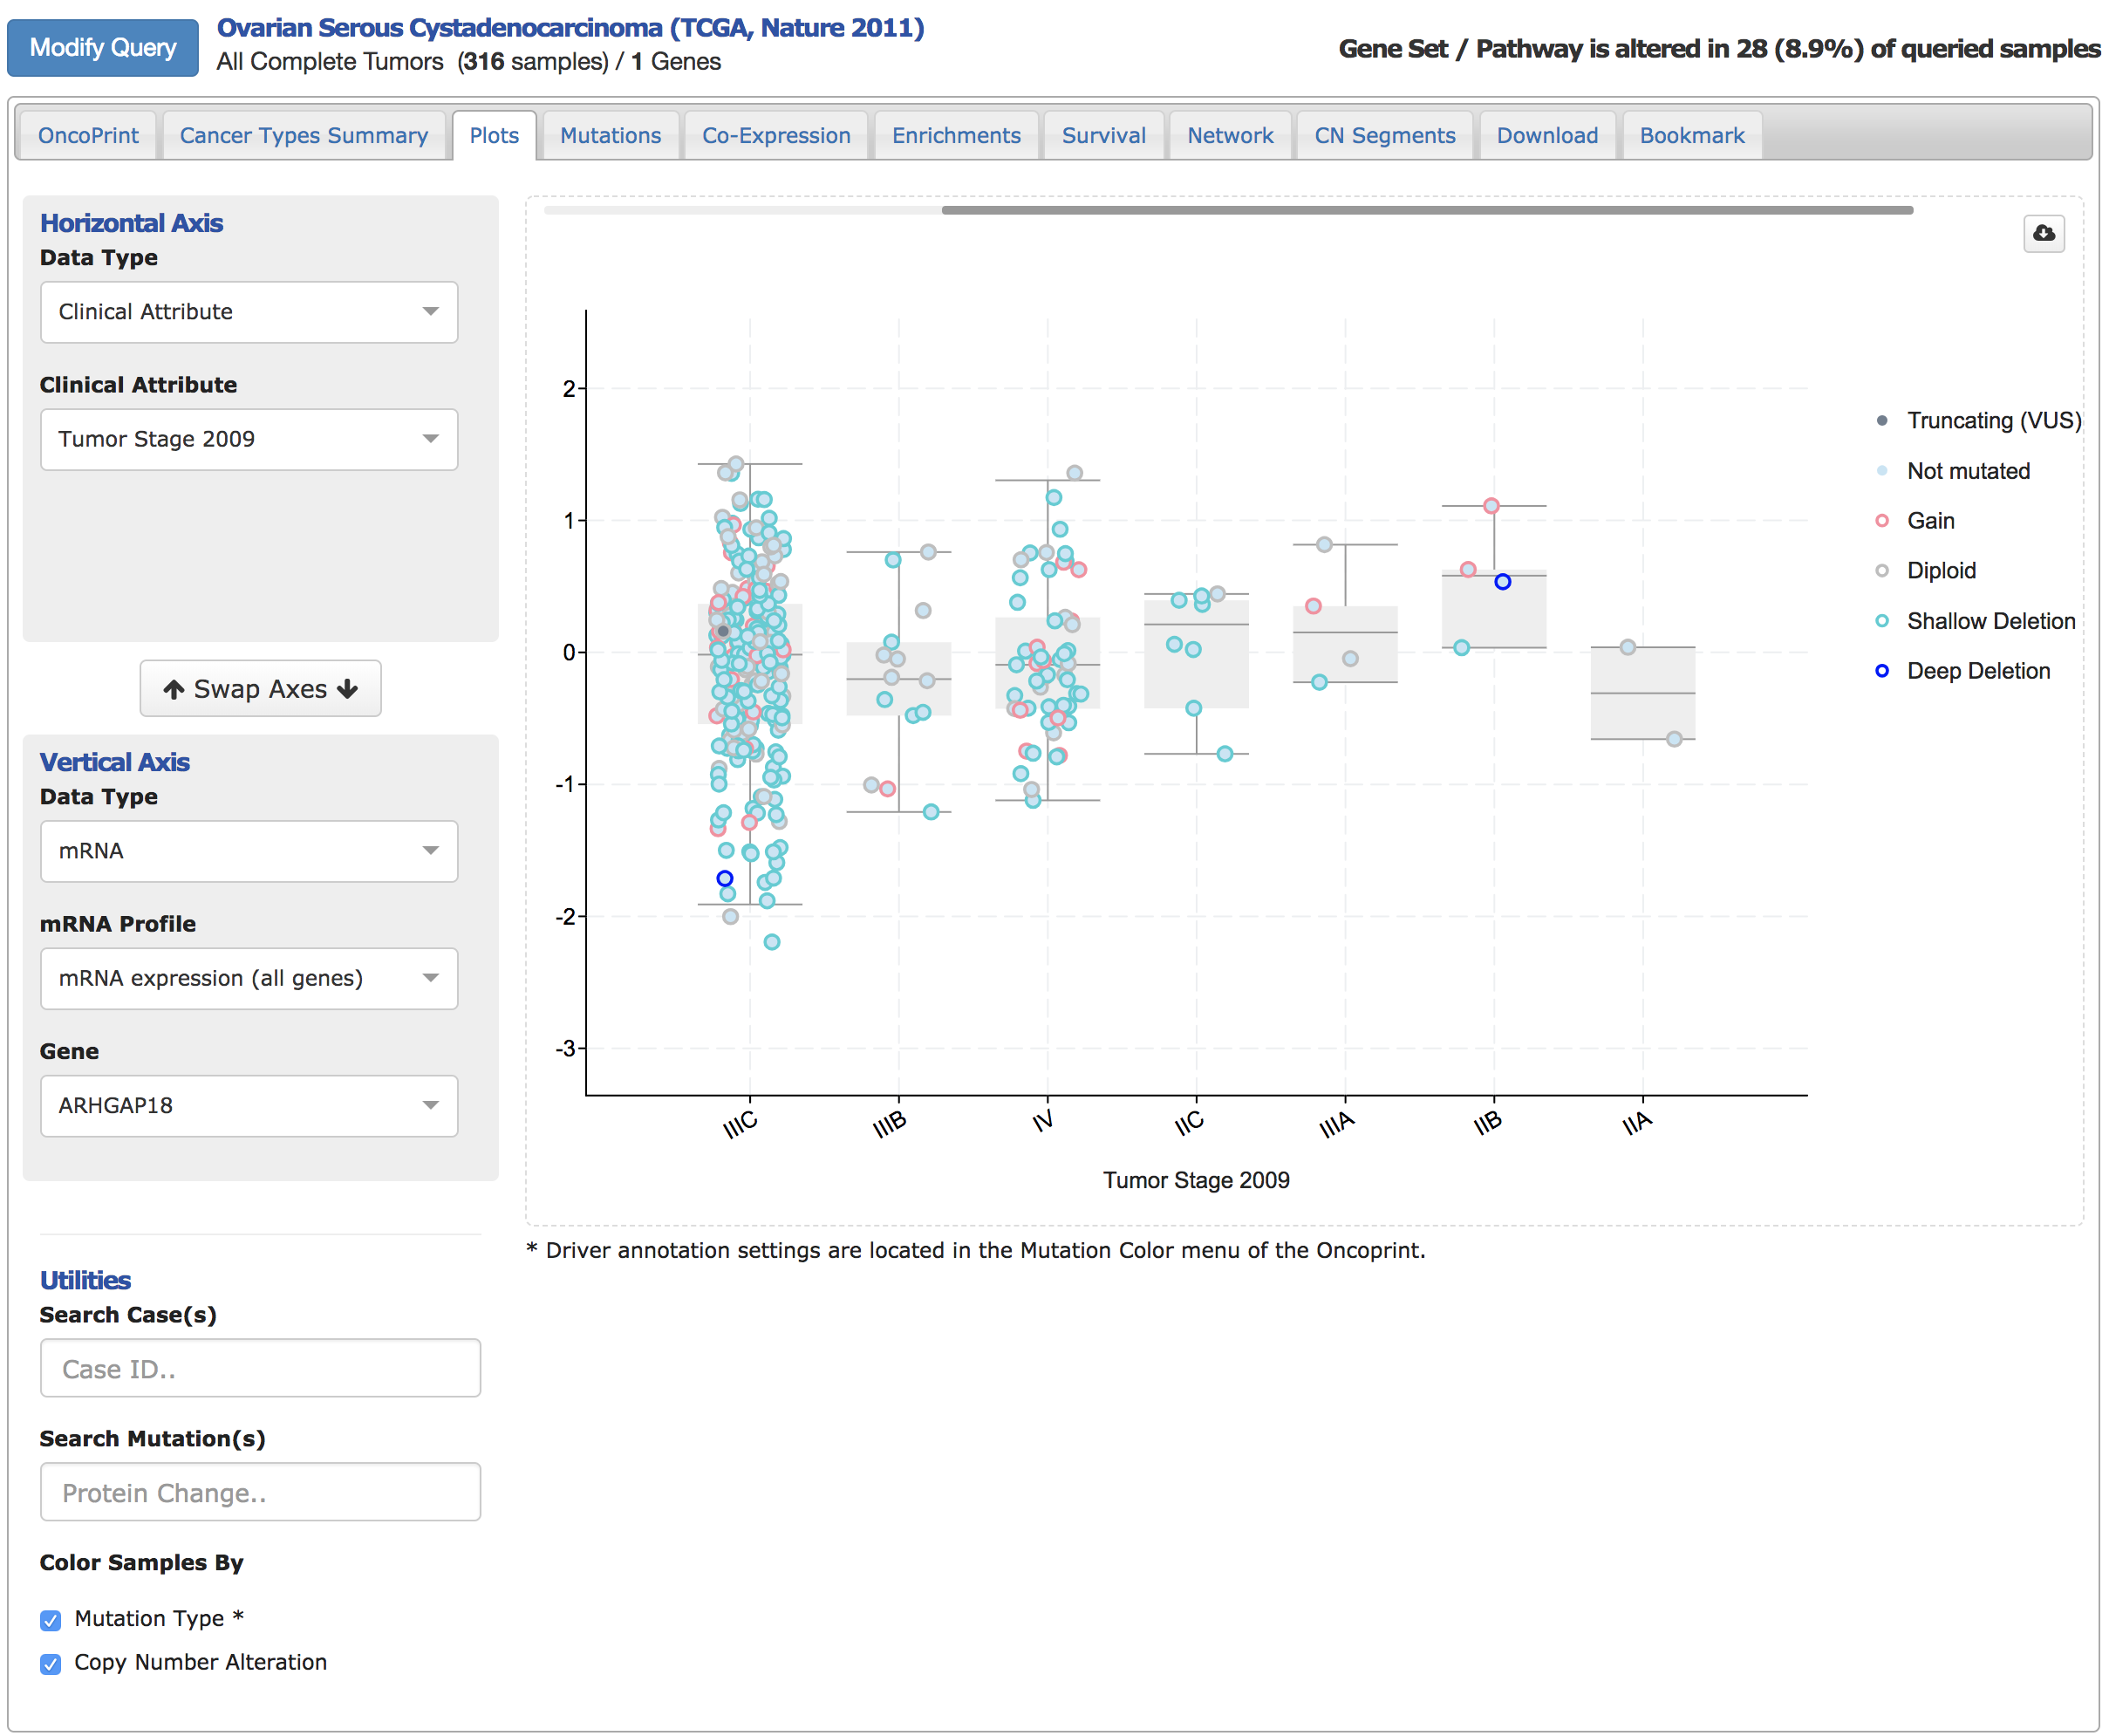 Modify Query
Ovarian Serous Cystadenocarcinoma (TCGA, Nature 2011)
All Complete Tumors (316 samples) / 1 Genes
Gene Set / Pathway is altered in 28 (8.9%) of queried samples
OncoPrint
Cancer Types Summary
Plots
Mutations
Co-Expression
Enrichments
Survival
Network
CN Segments
Download
Bookmark
Horizontal Axis
Data Type
Clinical Attribute
Clinical Attribute
Tumor Stage 2009
Swap Axes
Vertical Axis
Data Type
mRNA
mRNA Profile
mRNA expression (all genes)
Gene
ARHGAP18
Utilities
Search Case(s)
Case ID..
Search Mutation(s)
Protein Change..
Color Samples By
Mutation Type *
Copy Number Alteration
2
1
0
-1
-2
-3
IIIC
IIIB
IV
IIC
IIIA
IIB
IIA
Tumor Stage 2009
Truncating (VUS)
Not mutated
Gain
Diploid
Shallow Deletion
Deep Deletion
* Driver annotation settings are located in the Mutation Color menu of the Oncoprint.